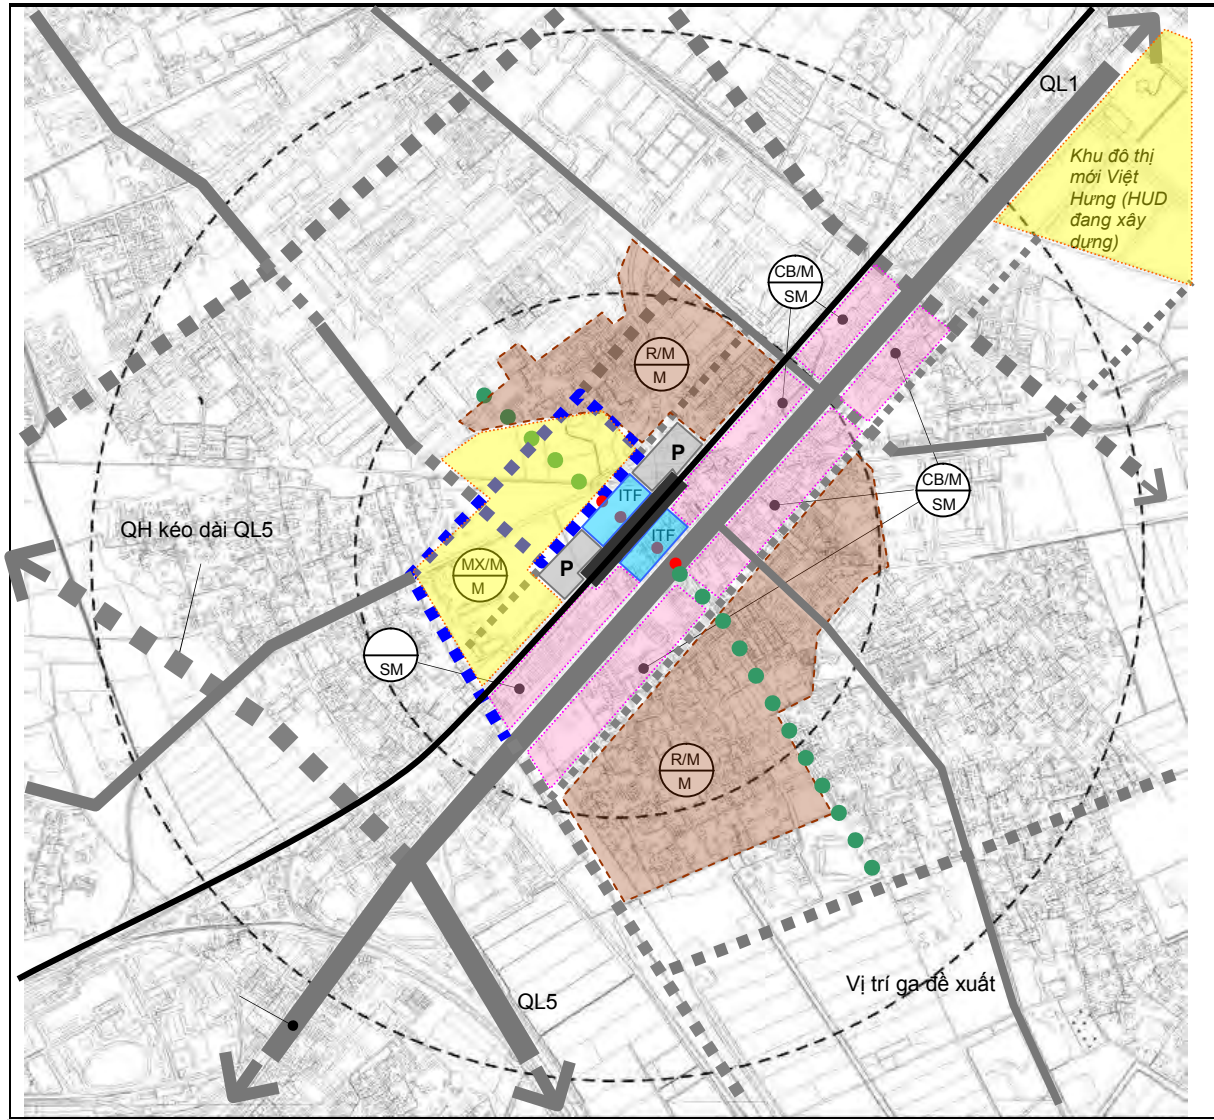 QL1
Khu đô thị
mới Việt
Hưng (HUD
đang xây
dưng)
CB/M
SM
R/M
M
P
ITF
CB/M
SM
QH kéo dài QL5
ITF
P
MX/M
M
SM
R/M
M
Vị trí ga đề xuất
QL5